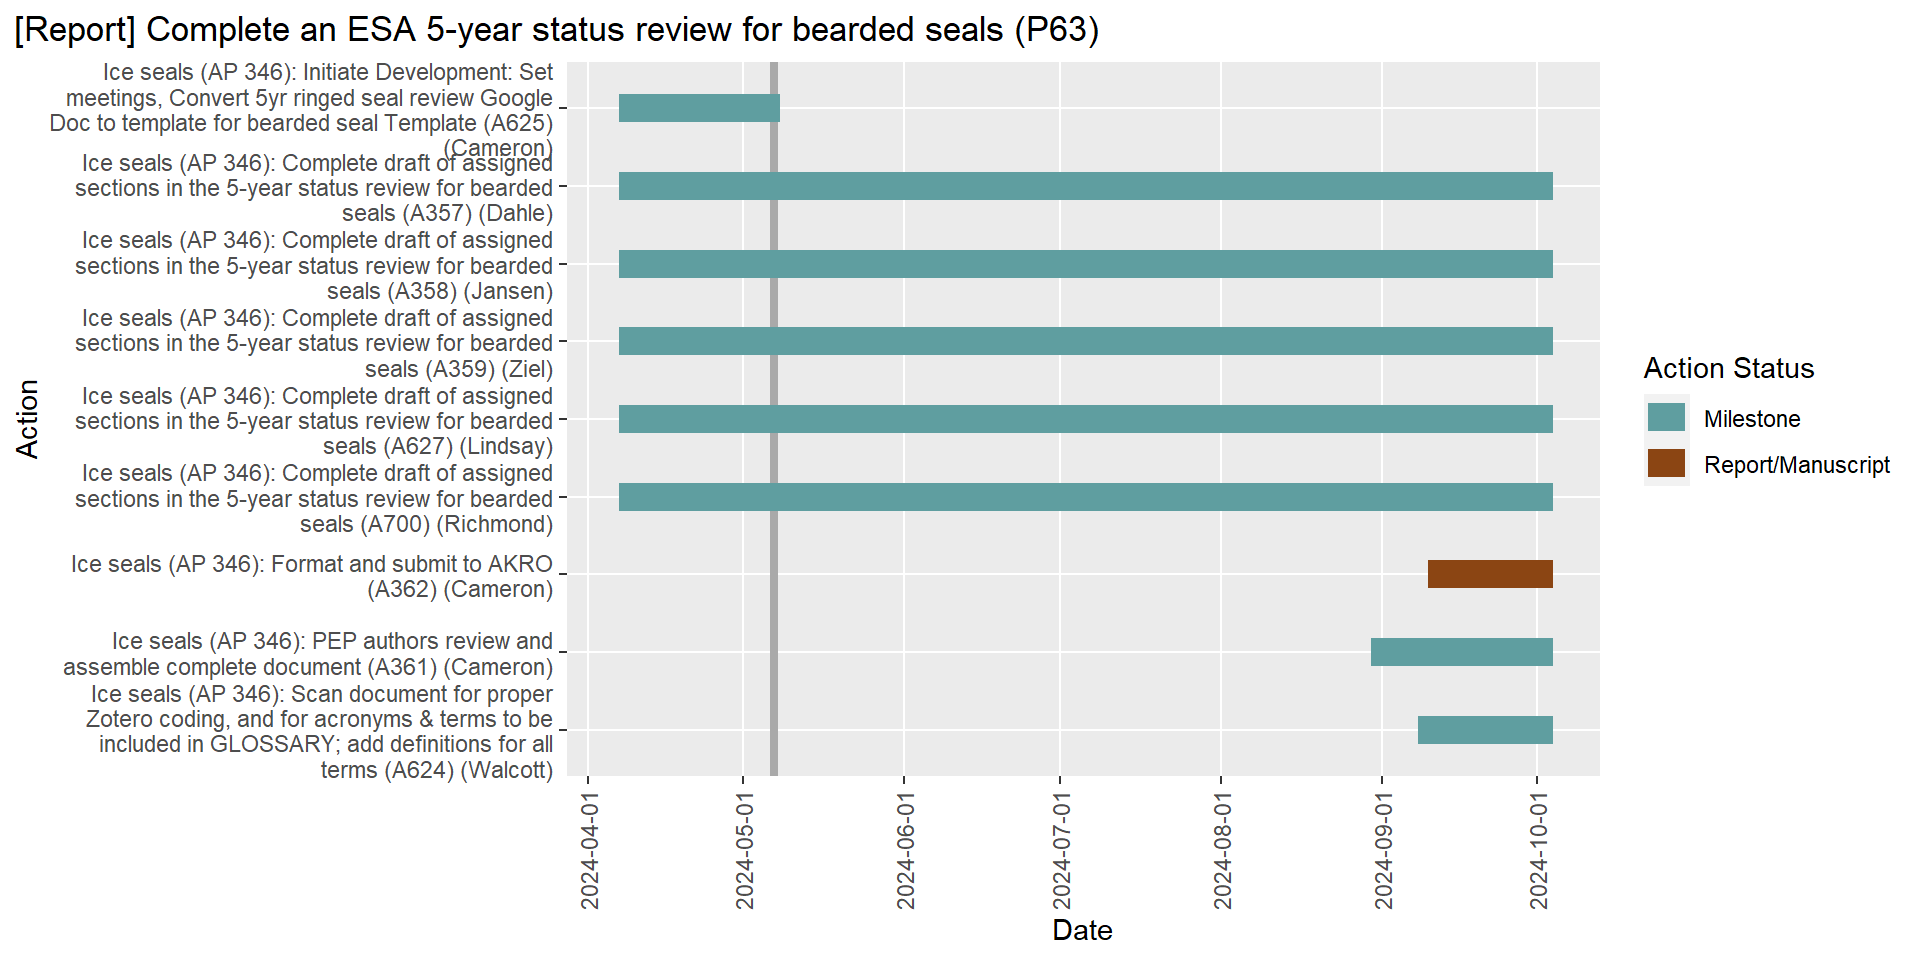 [Report] Complete an ESA 5-year status review for bearded seals (P63)
Ice seals (AP 346): Initiate Development: Set
meetings, Convert 5yr ringed seal review Google
Doc to template for bearded seal Template (A625)
(Cameron)
Ice seals (AP 346): Complete draft of assigned
sections in the 5-year status review for bearded
seals (A357) (Dahle)
Ice seals (AP 346): Complete draft of assigned
sections in the 5-year status review for bearded
seals (A358) (Jansen)
Ice seals (AP 346): Complete draft of assigned
sections in the 5-year status review for bearded
seals (A359) (Ziel)
Ice seals (AP 346): Complete draft of assigned
sections in the 5-year status review for bearded
seals (A627) (Lindsay)
Ice seals (AP 346): Complete draft of assigned
sections in the 5-year status review for bearded
seals (A700) (Richmond)
Ice seals (AP 346): Format and submit to AKRO
(A362) (Cameron)
Ice seals (AP 346): PEP authors review and
assemble complete document (A361) (Cameron)
Ice seals (AP 346): Scan document for proper
Zotero coding, and for acronyms & terms to be
included in GLOSSARY; add definitions for all
terms (A624) (Walcott)
Action
2024-04-01
2024-05-01
2024-06-01
2024-07-01
2024-08-01
2024-09-01
2024-10-01
Date
Action Status
Milestone
Report/Manuscript